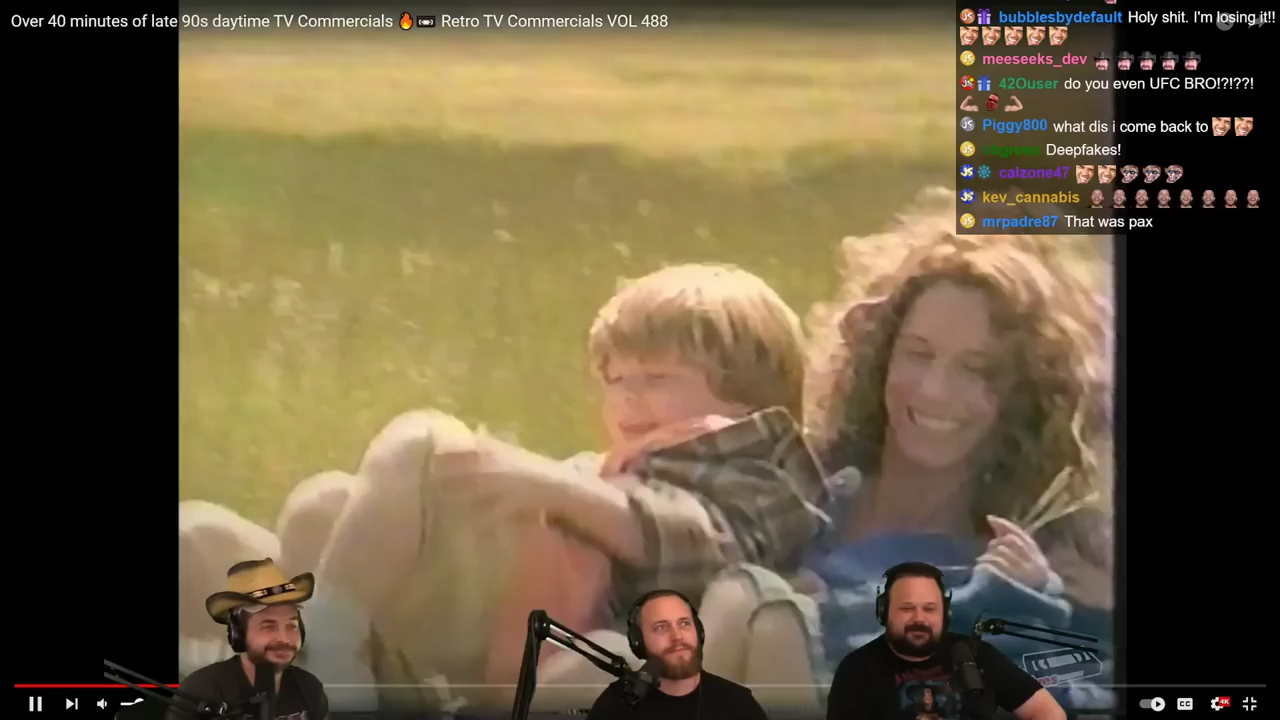 Over 40 minutes of late 90s daytime TV Commercials 🔥📼 Retro TV Commercials VOL 488
bubblesbydefault Holy shit. I'm losing it!!
meeseeks_dev
42Ouser do you even UFC BRO!?!??!
Piggy800 what dis i come back to
Deepfakes!
calzone47
kev_cannabis
mrpadre87 That was pax
CC
4K